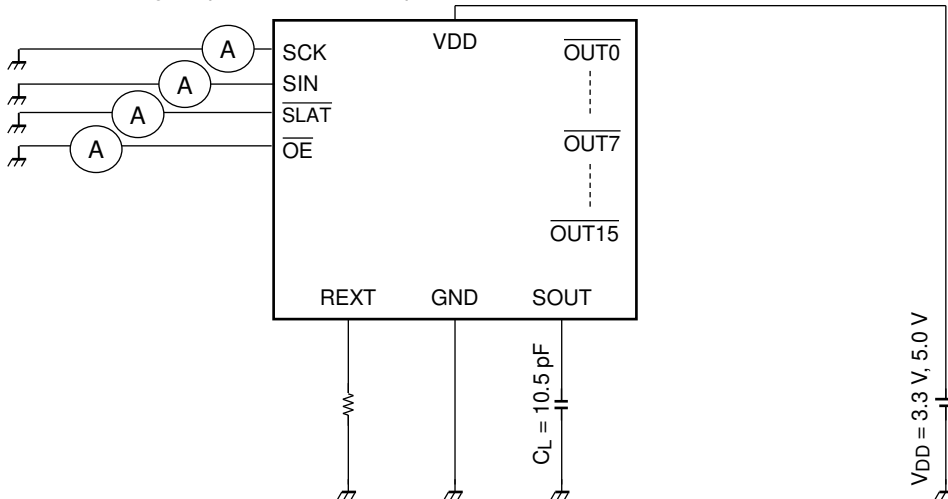 A SCK VDD OUT0
A SIN
A SLAT
A OE OUT7
OUT15
REXT GND SOUT
CL = 10.5 pF
VDD = 3.3 V, 5.0 V